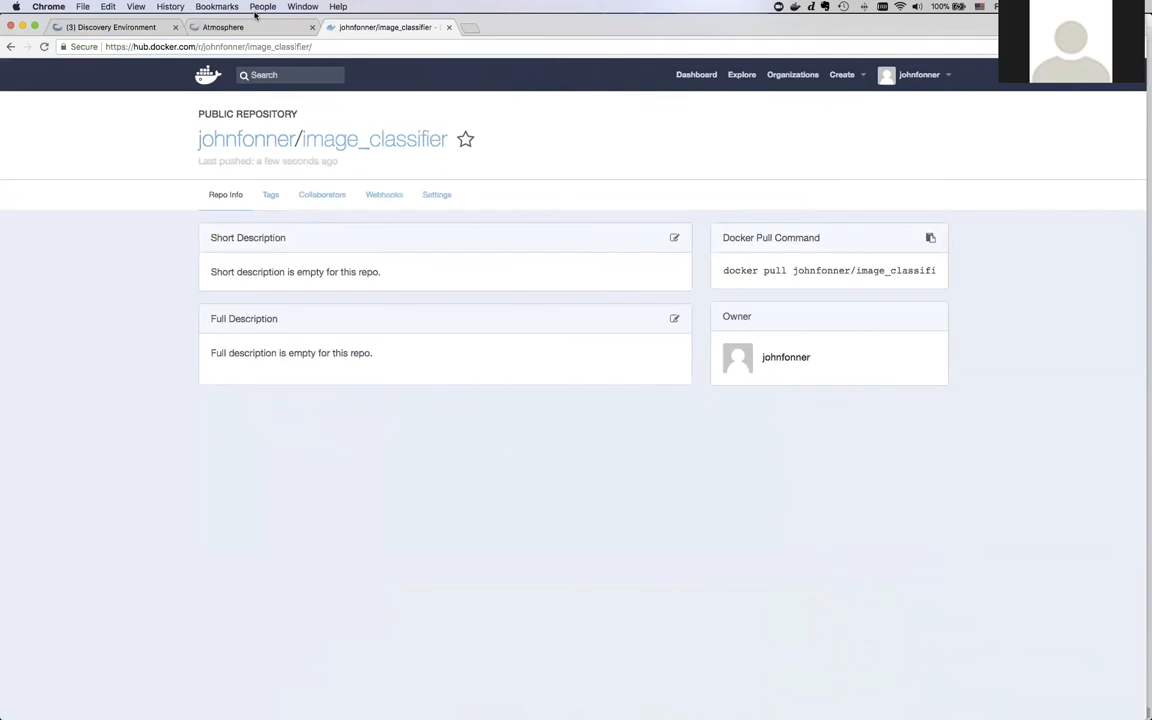 Chrome File Edit View History Bookmarks People Window Help 100%
(3) Discovery Environment Atmosphere johnfonner/image_classifier -
Secure https://hub.docker.com/r/johnfonner/image_classifier/
Search Dashboard Explore Organizations Create johnfonner
PUBLIC REPOSITORY
johnfonner/image_classifier
Last pushed: a few seconds ago
Repo Info Tags Collaborators Webhooks Settings
Short Description
Short description is empty for this repo.
Full Description
Full description is empty for this repo.
Docker Pull Command
docker pull johnfonner/image_classifi
Owner
johnfonner